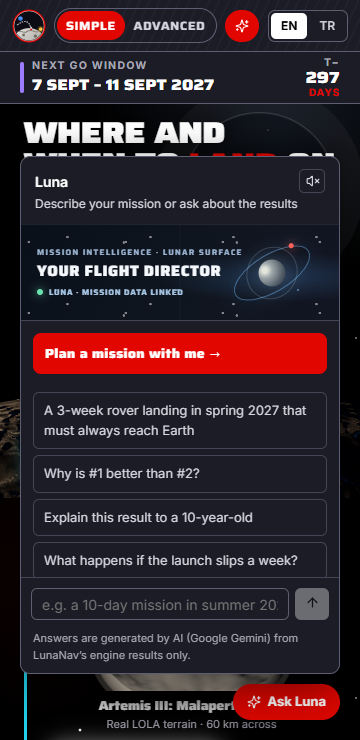 SIMPLE ADVANCED EN TR
NEXT GO WINDOW
7 SEPT – 11 SEPT 2027
T−
297
DAYS
WHERE AND
Luna
Describe your mission or ask about the results
MISSION INTELLIGENCE · LUNAR SURFACE
YOUR FLIGHT DIRECTOR
LUNA · MISSION DATA LINKED
Plan a mission with me →
A 3-week rover landing in spring 2027 that
must always reach Earth
Why is #1 better than #2?
Explain this result to a 10-year-old
What happens if the launch slips a week?
e.g. a 10-day mission in summer 20
Answers are generated by AI (Google Gemini) from
LunaNav's engine results only.
Artemis III: Malaper
Ask Luna
Real LOLA terrain · 60 km across